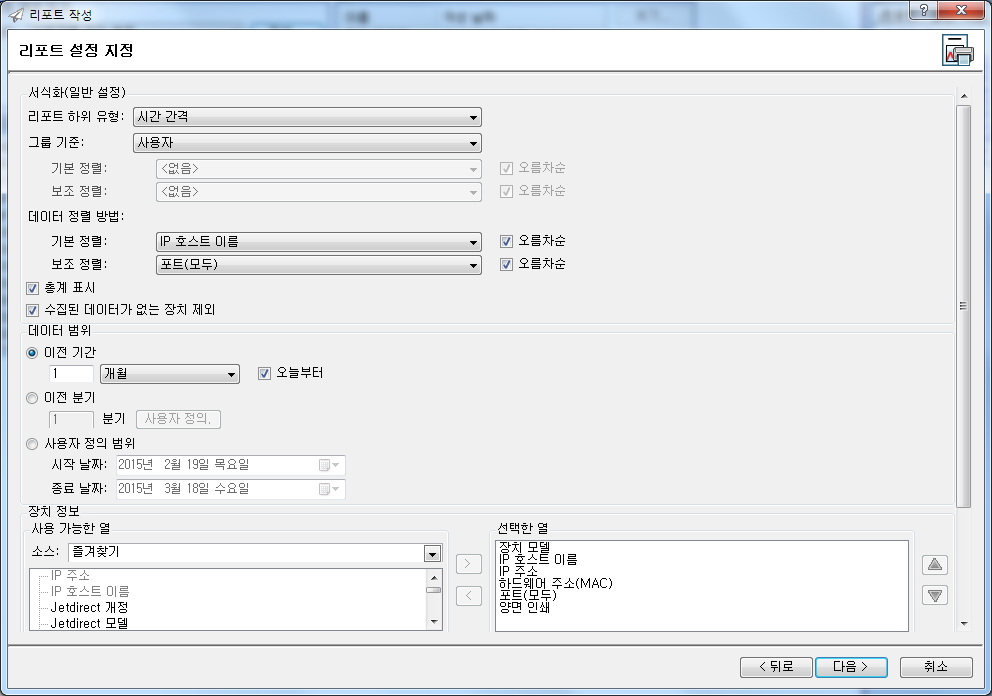 리포트 작성
리포트 설정 지정
서식화(일반 설정)
리포트 하위 유형: 시간 간격
그룹 기준: 사용자
기본 정렬: <없음> 오름차순
보조 정렬: <없음> 오름차순
데이터 정렬 방법:
기본 정렬: IP 호스트 이름 오름차순
보조 정렬: 포트(모두) 오름차순
총계 표시
수집된 데이터가 없는 장치 제외
데이터 범위
이전 기간
1 개월 오늘부터
이전 분기
1 분기 사용자 정의.
사용자 정의 범위
시작 날짜: 2015년 2월 19일 목요일
종료 날짜: 2015년 3월 18일 수요일
장치 정보
사용 가능한 열
소스: 즐겨찾기
IP 주소
IP 호스트 이름
Jetdirect 개정
Jetdirect 모델
>
<
선택한 열
장치 모델
IP 호스트 이름
IP 주소
하드웨어 주소(MAC)
포트(모두)
양면 인쇄
< 뒤로 다음 > 취소